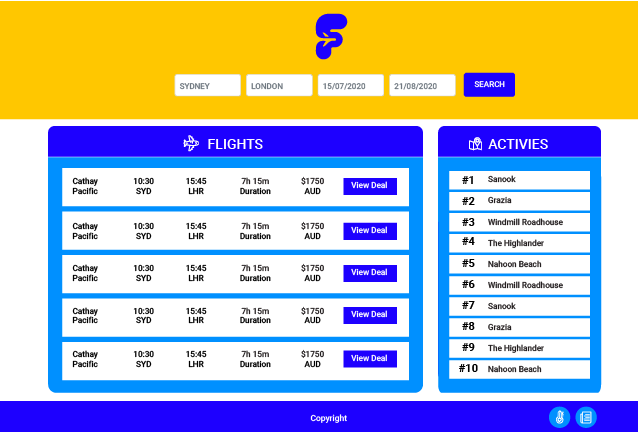 SYDNEY LONDON 15/07/2020 21/08/2020 SEARCH
FLIGHTS
Cathay 10:30 15:45 7h 15m $1750 View Deal
Pacific SYD LHR Duration AUD
Cathay 10:30 15:45 7h 15m $1750 View Deal
Pacific SYD LHR Duration AUD
Cathay 10:30 15:45 7h 15m $1750 View Deal
Pacific SYD LHR Duration AUD
Cathay 10:30 15:45 7h 15m $1750 View Deal
Pacific SYD LHR Duration AUD
Cathay 10:30 15:45 7h 15m $1750 View Deal
Pacific SYD LHR Duration AUD
ACTIVIES
#1 Sanook
#2 Grazia
#3 Windmill Roadhouse
#4 The Highlander
#5 Nahoon Beach
#6 Windmill Roadhouse
#7 Sanook
#8 Grazia
#9 The Highlander
#10 Nahoon Beach
Copyright